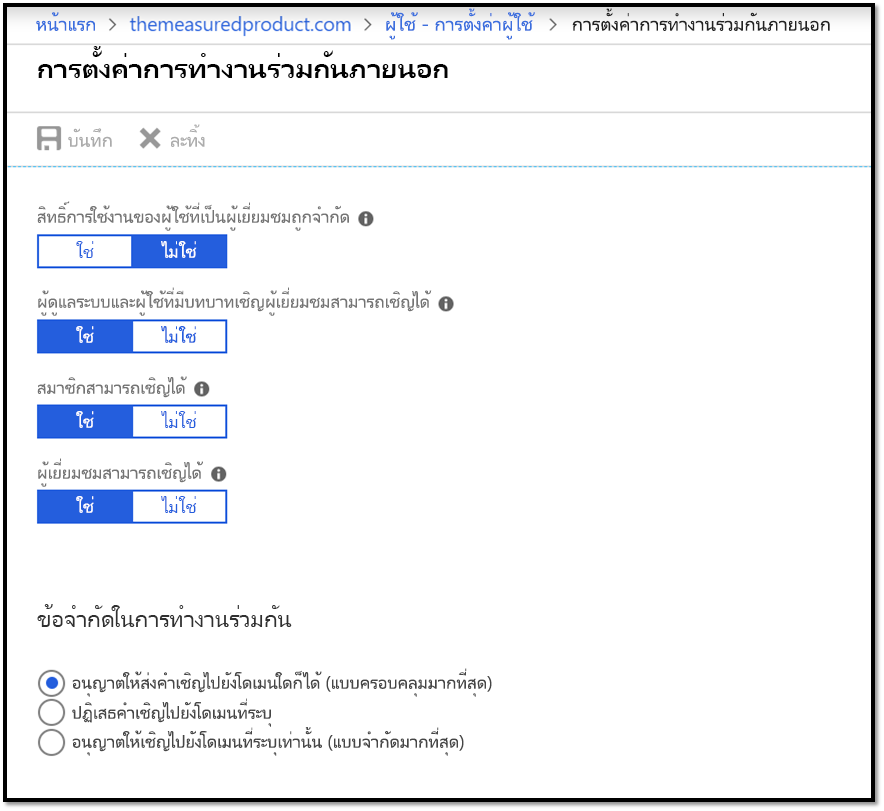 หน้าแรก > themeasuredproduct.com > ผู้ใช้ - การตั้งค่าผู้ใช้ > การตั้งค่าการทำงานร่วมกันภายนอก
การตั้งค่าการทำงานร่วมกันภายนอก
บันทึก ละทิ้ง
สิทธิ์การใช้งานของผู้ใช้ที่เป็นผู้เยี่ยมชมถูกจำกัด
ใช่ ไม่ใช่
ผู้ดูแลระบบและผู้ใช้ที่มีบทบาทเชิญผู้เยี่ยมชมสามารถเชิญได้
ใช่ ไม่ใช่
สมาชิกสามารถเชิญได้
ใช่ ไม่ใช่
ผู้เยี่ยมชมสามารถเชิญได้
ใช่ ไม่ใช่
ข้อจำกัดในการทำงานร่วมกัน
อนุญาตให้ส่งคำเชิญไปยังโดเมนใดก็ได้ (แบบครอบคลุมมากที่สุด)
ปฏิเสธคำเชิญไปยังโดเมนที่ระบุ
อนุญาตให้เชิญไปยังโดเมนที่ระบุเท่านั้น (แบบจำกัดมากที่สุด)